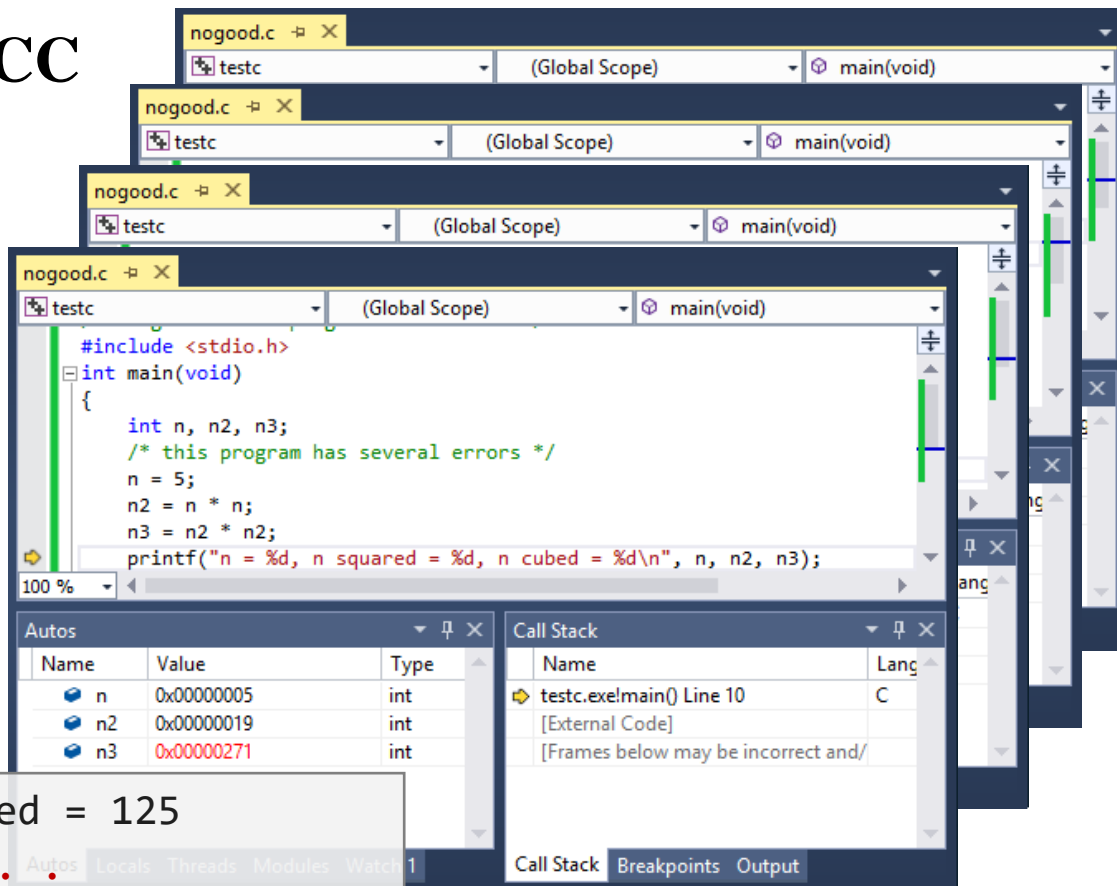 CC
nogood.c
testc (Global Scope) main(void)
nogood.c
testc (Global Scope) main(void)
nogood.c
testc (Global Scope) main(void)
nogood.c
testc (Global Scope) main(void)
#include <stdio.h>
int main(void)
{
int n, n2, n3;
/* this program has several errors */
n = 5;
n2 = n * n;
n3 = n2 * n2;
printf("n = %d, n squared = %d, n cubed = %d\n", n, n2, n3);
100 %
Autos
Name Value Type
n 0x00000005 int
n2 0x00000019 int
n3 0x00000271 int
Call Stack
Name Lang
testc.exe!main() Line 10 C
[External Code]
[Frames below may be incorrect and/
ang
ed = 125
. .
Autos Locals Threads Modules Watch 1
Call Stack Breakpoints Output